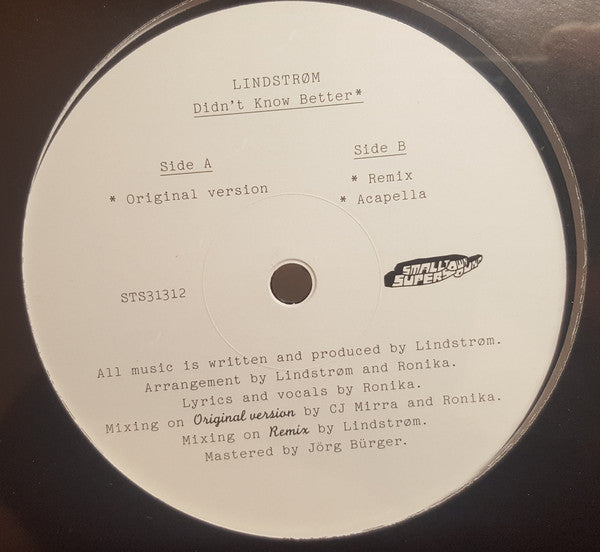 LINDSTRØM
Didn't Know Better*
Side A
* Original version
Side B
* Remix
* Acapella
STS31312
SMALLTOWN
SUPERSOUND
All music is written and produced by Lindstrøm.
Arrangement by Lindstrøm and Ronika.
Lyrics and vocals by Ronika.
Mixing on Original version by CJ Mirra and Ronika.
Mixing on Remix by Lindstrøm.
Mastered by Jörg Bürger.